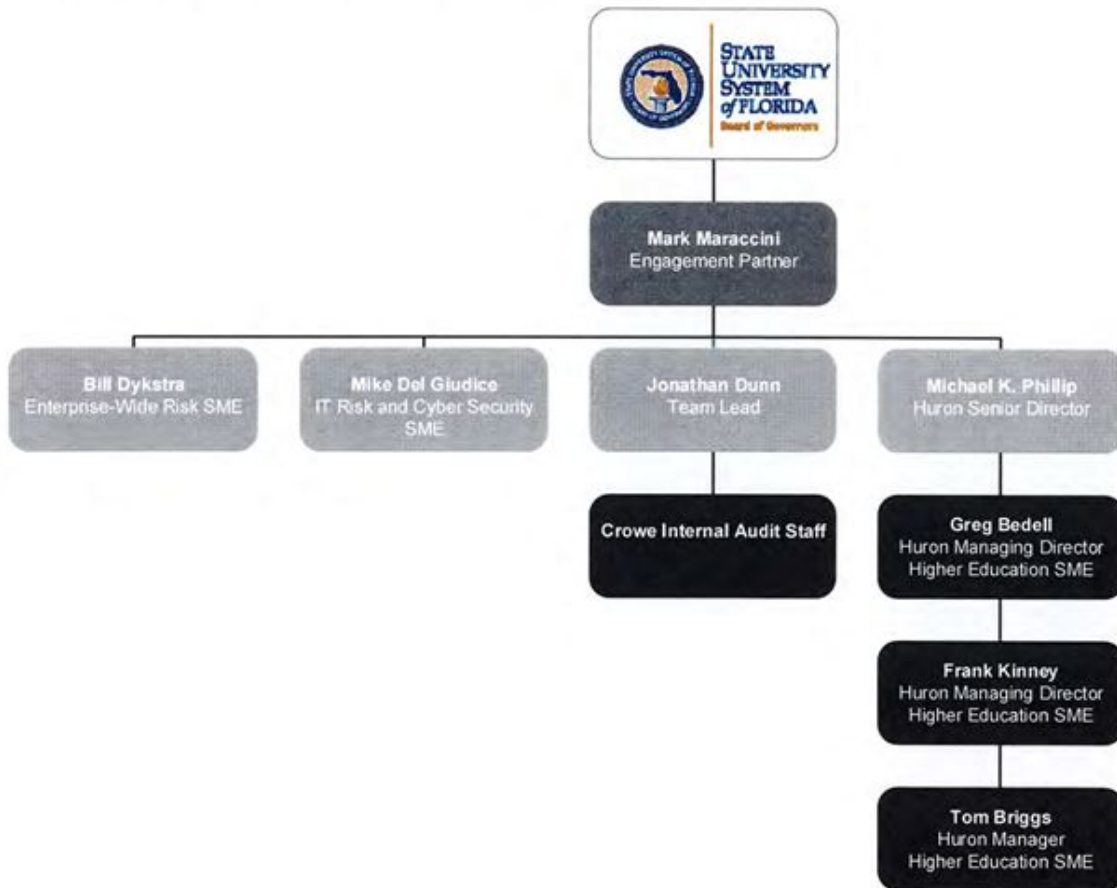 STATE
UNIVERSITY
SYSTEM
of FLORIDA
Board of Governors
Mark Maraccini
Engagement Partner
Bill Dykstra
Enterprise-Wide Risk SME
Mike Del Giudice
IT Risk and Cyber Security
SME
Jonathan Dunn
Team Lead
Michael K. Phillip
Huron Senior Director
Crowe Internal Audit Staff
Greg Bedell
Huron Managing Director
Higher Education SME
Frank Kinney
Huron Managing Director
Higher Education SME
Tom Briggs
Huron Manager
Higher Education SME